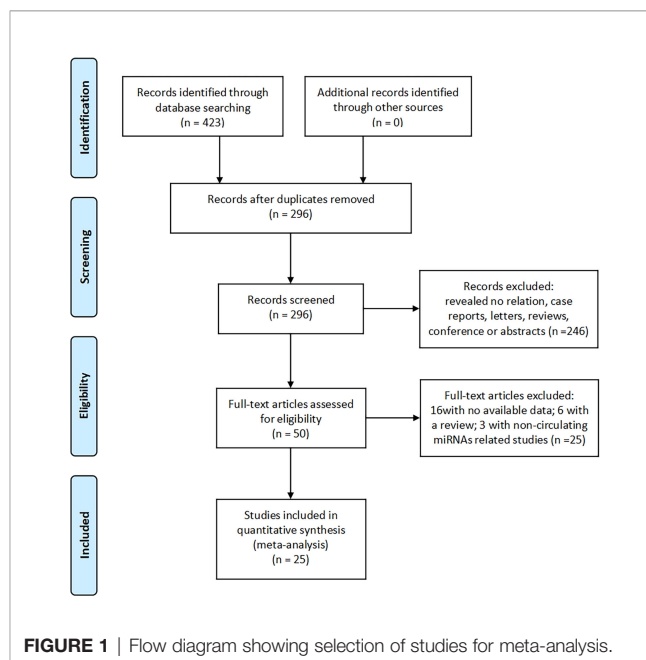 Identification
Records identified through
database searching
(n = 423)
Additional records identified
through other sources
(n = 0)
Screening
Records after duplicates removed
(n = 296)
Records screened
(n = 296)
Records excluded:
revealed no relation, case
reports, letters, reviews,
conference or abstracts (n =246)
Eligibility
Full-text articles assessed
for eligibility
(n = 50)
Full-text articles excluded:
16with no available data; 6 with
a review; 3 with non-circulating
miRNAs related studies (n =25)
Included
Studies included in
quantitative synthesis
(meta-analysis)
(n = 25)
FIGURE 1 | Flow diagram showing selection of studies for meta-analysis.